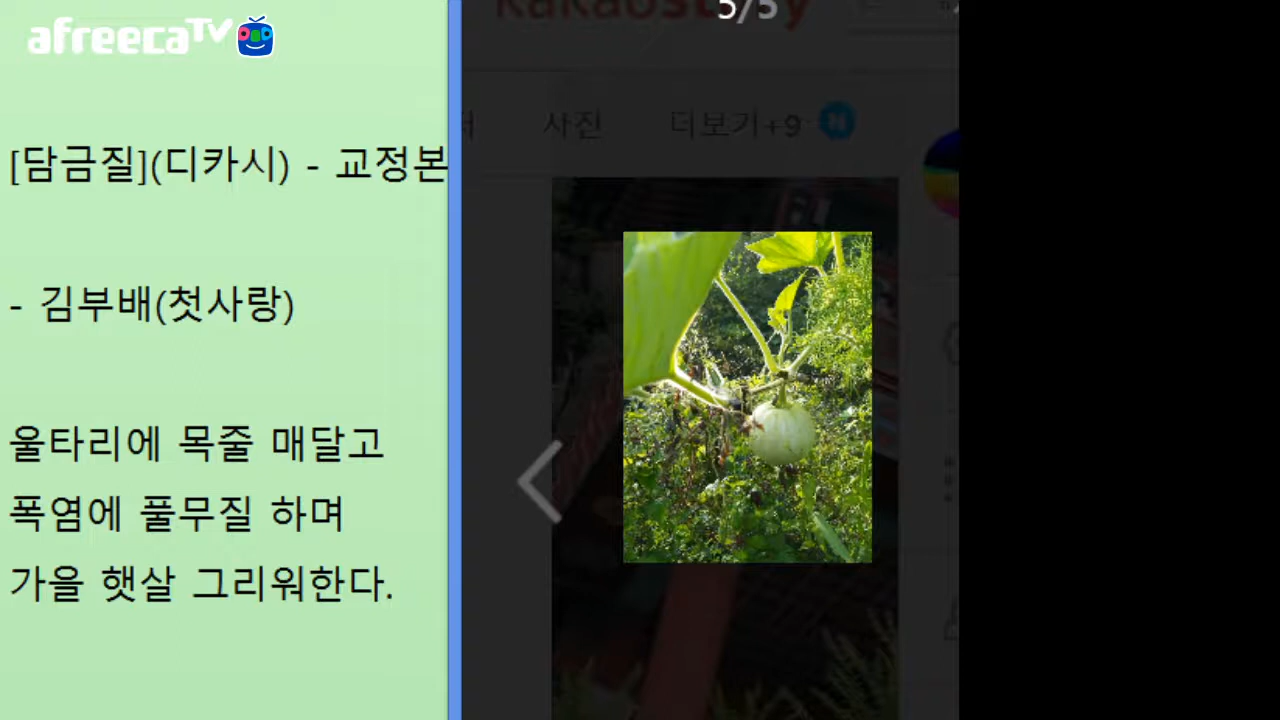 afreecaTV
[담금질](디카시) - 교정본
- 김부배(첫사랑)
울타리에 목줄 매달고
폭염에 풀무질 하며
가을 햇살 그리워한다.
5/5
사진 더보기+9